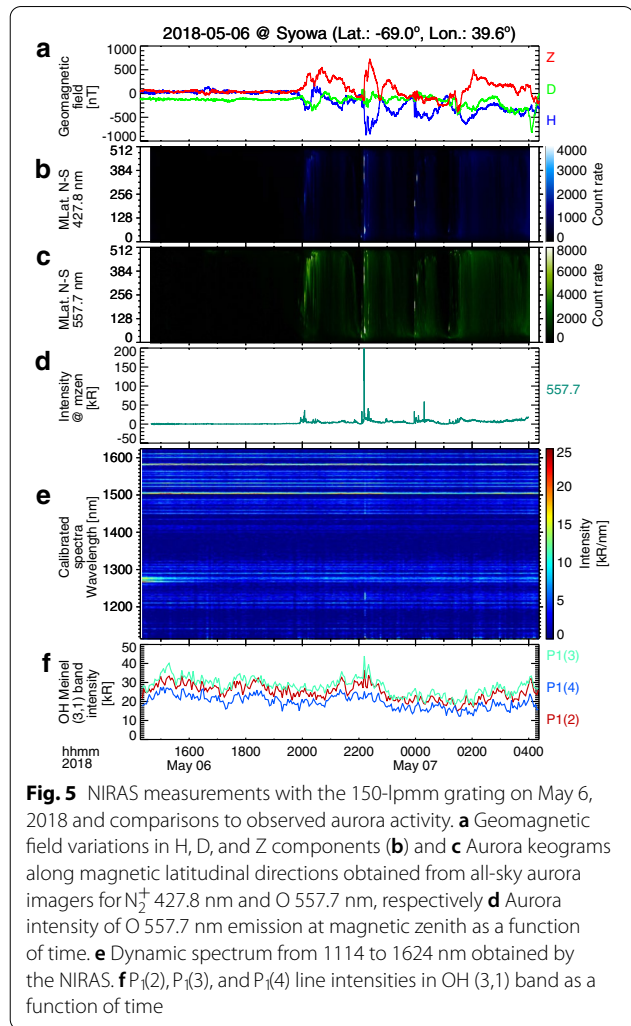 2018-05-06 @ Syowa (Lat.: -69.0º, Lon.: 39.6º)
a
Geomagnetic
field
[nT]
1000
500
0
-500
-1000
Z
D
H
b
MLat. N-S
427.8 nm
512
384
256
128
0
4000
3000
2000
1000
0
Count rate
c
MLat. N-S
557.7 nm
512
384
256
128
0
8000
6000
4000
2000
0
Count rate
d
Intensity
@ mzen
[kR]
200
150
100
50
0
-50
557.7
e
Calibrated
spectra
Wavelength [nm]
1600
1500
1400
1300
1200
25
20
15
10
5
0
Intensity
[kR/nm]
f
OH Meinel
(3,1) band
intensity
[kR]
50
40
30
20
10
0
P1(3)
P1(4)
P1(2)
hhmm
2018
1600 1800 2000 2200 0000 0200 0400
May 06 May 07
Fig. 5 NIRAS measurements with the 150-lpmm grating on May 6,
2018 and comparisons to observed aurora activity. a Geomagnetic
field variations in H, D, and Z components (b) and c Aurora keograms
along magnetic latitudinal directions obtained from all-sky aurora
imagers for N₂⁺ 427.8 nm and O 557.7 nm, respectively d Aurora
intensity of O 557.7 nm emission at magnetic zenith as a function
of time. e Dynamic spectrum from 1114 to 1624 nm obtained by
the NIRAS. f P₁(2), P₁(3), and P₁(4) line intensities in OH (3,1) band as a
function of time